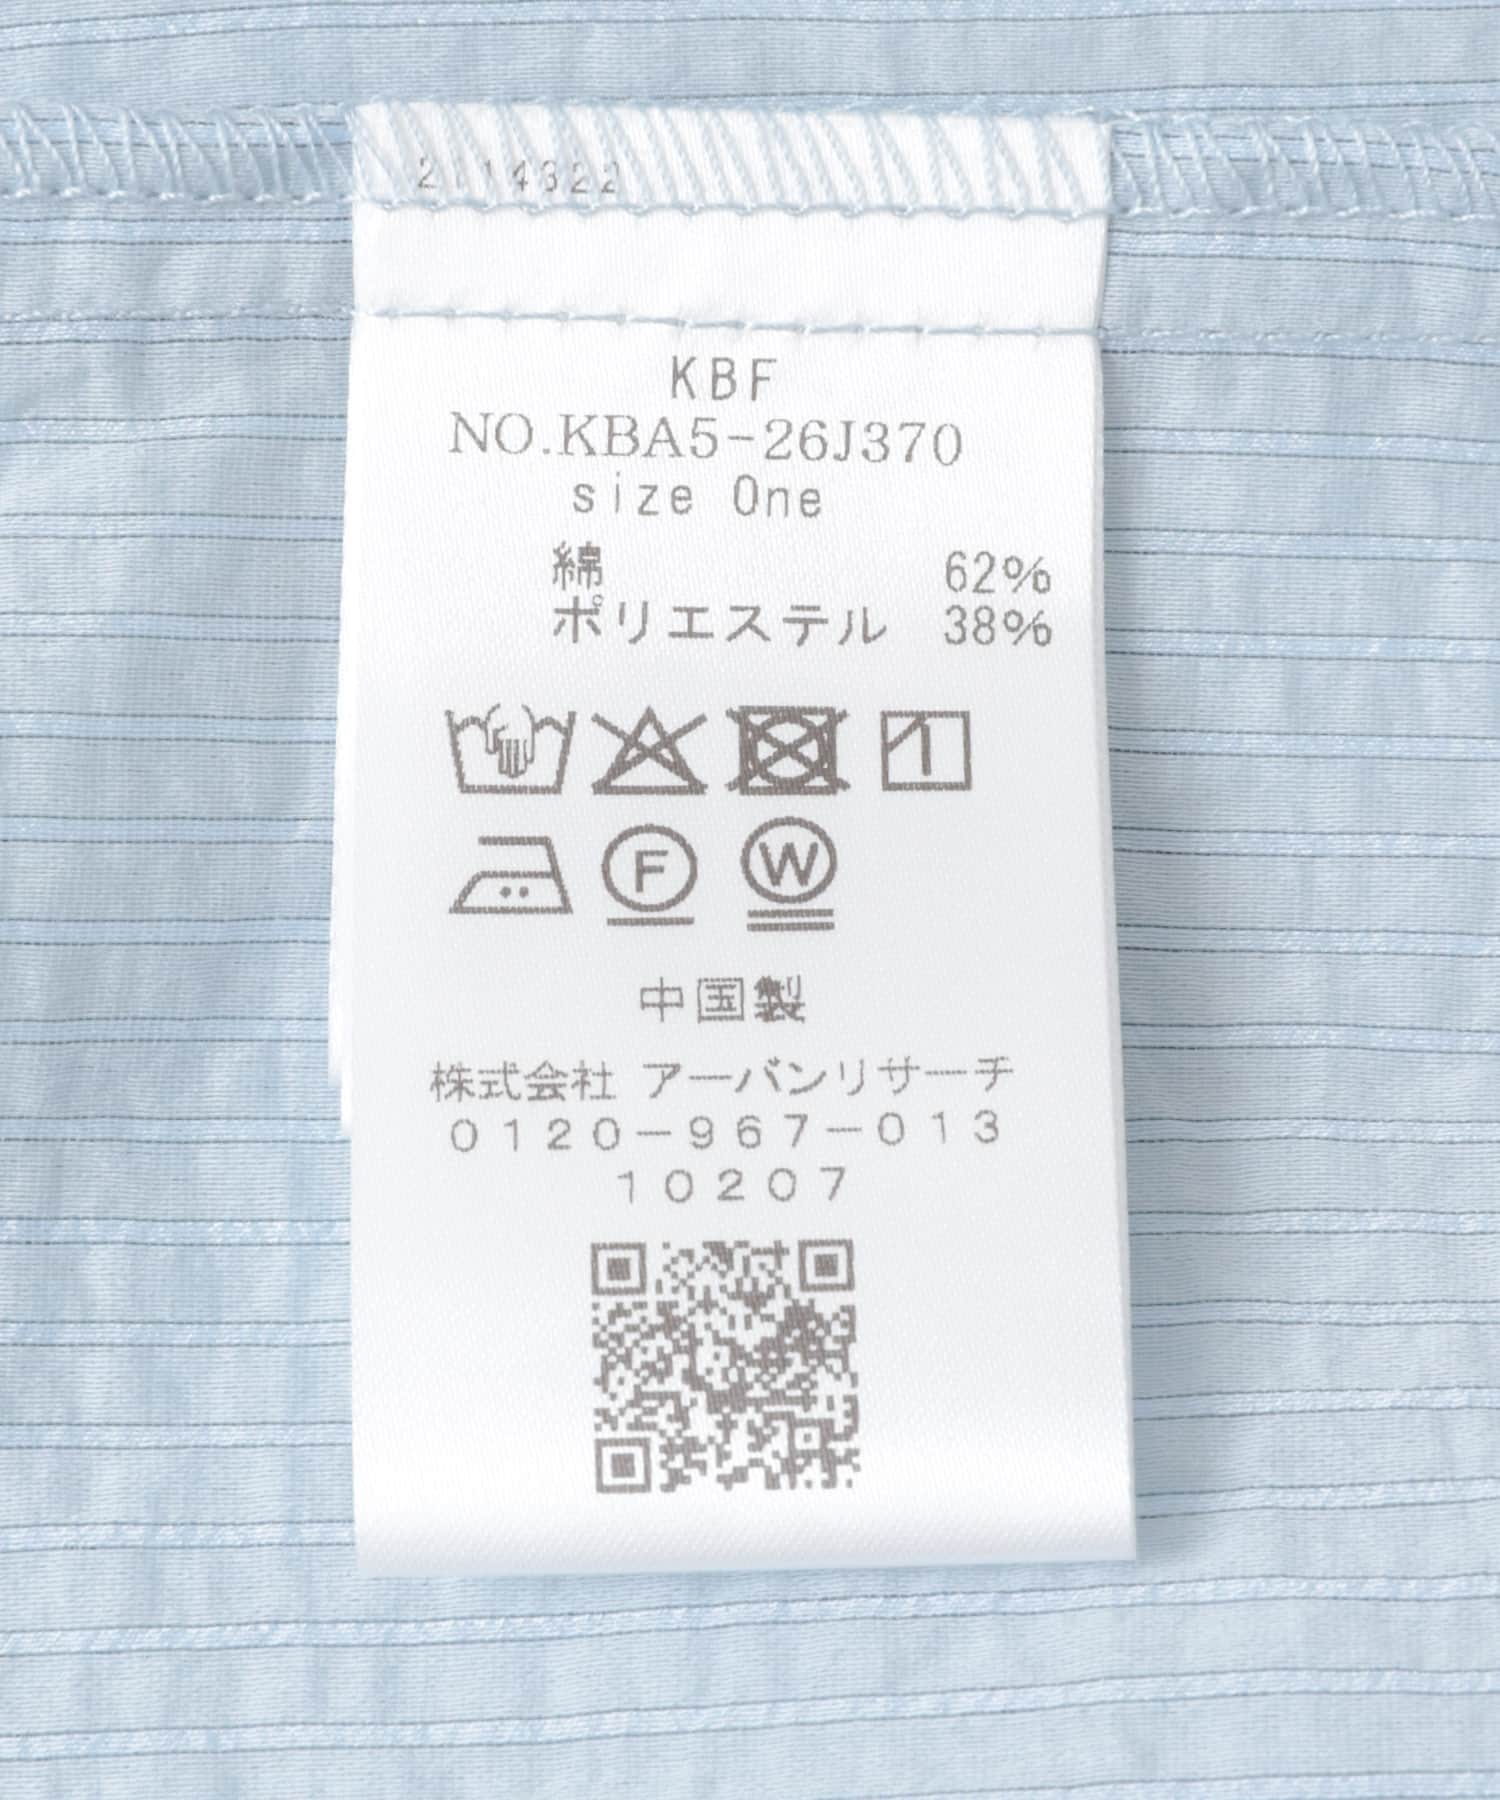 KBF
NO.KBA5-26J370
size One
綿 62%
ポリエステル 38%
F W
中国製
株式会社 アーバンリサーチ
0120-967-013
10207